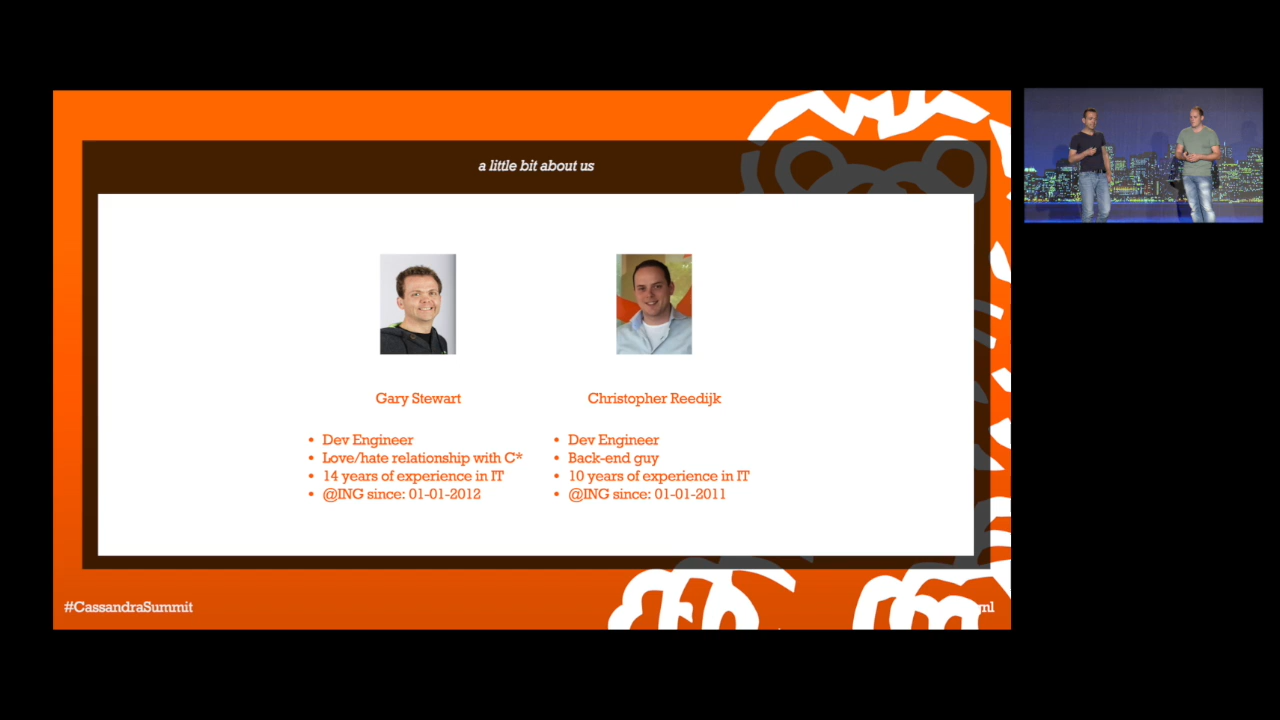 a little bit about us
Gary Stewart
Christopher Reedijk
• Dev Engineer
• Love/hate relationship with C*
• 14 years of experience in IT
• @ING since: 01-01-2012
• Dev Engineer
• Back-end guy
• 10 years of experience in IT
• @ING since: 01-01-2011
#CassandraSummit